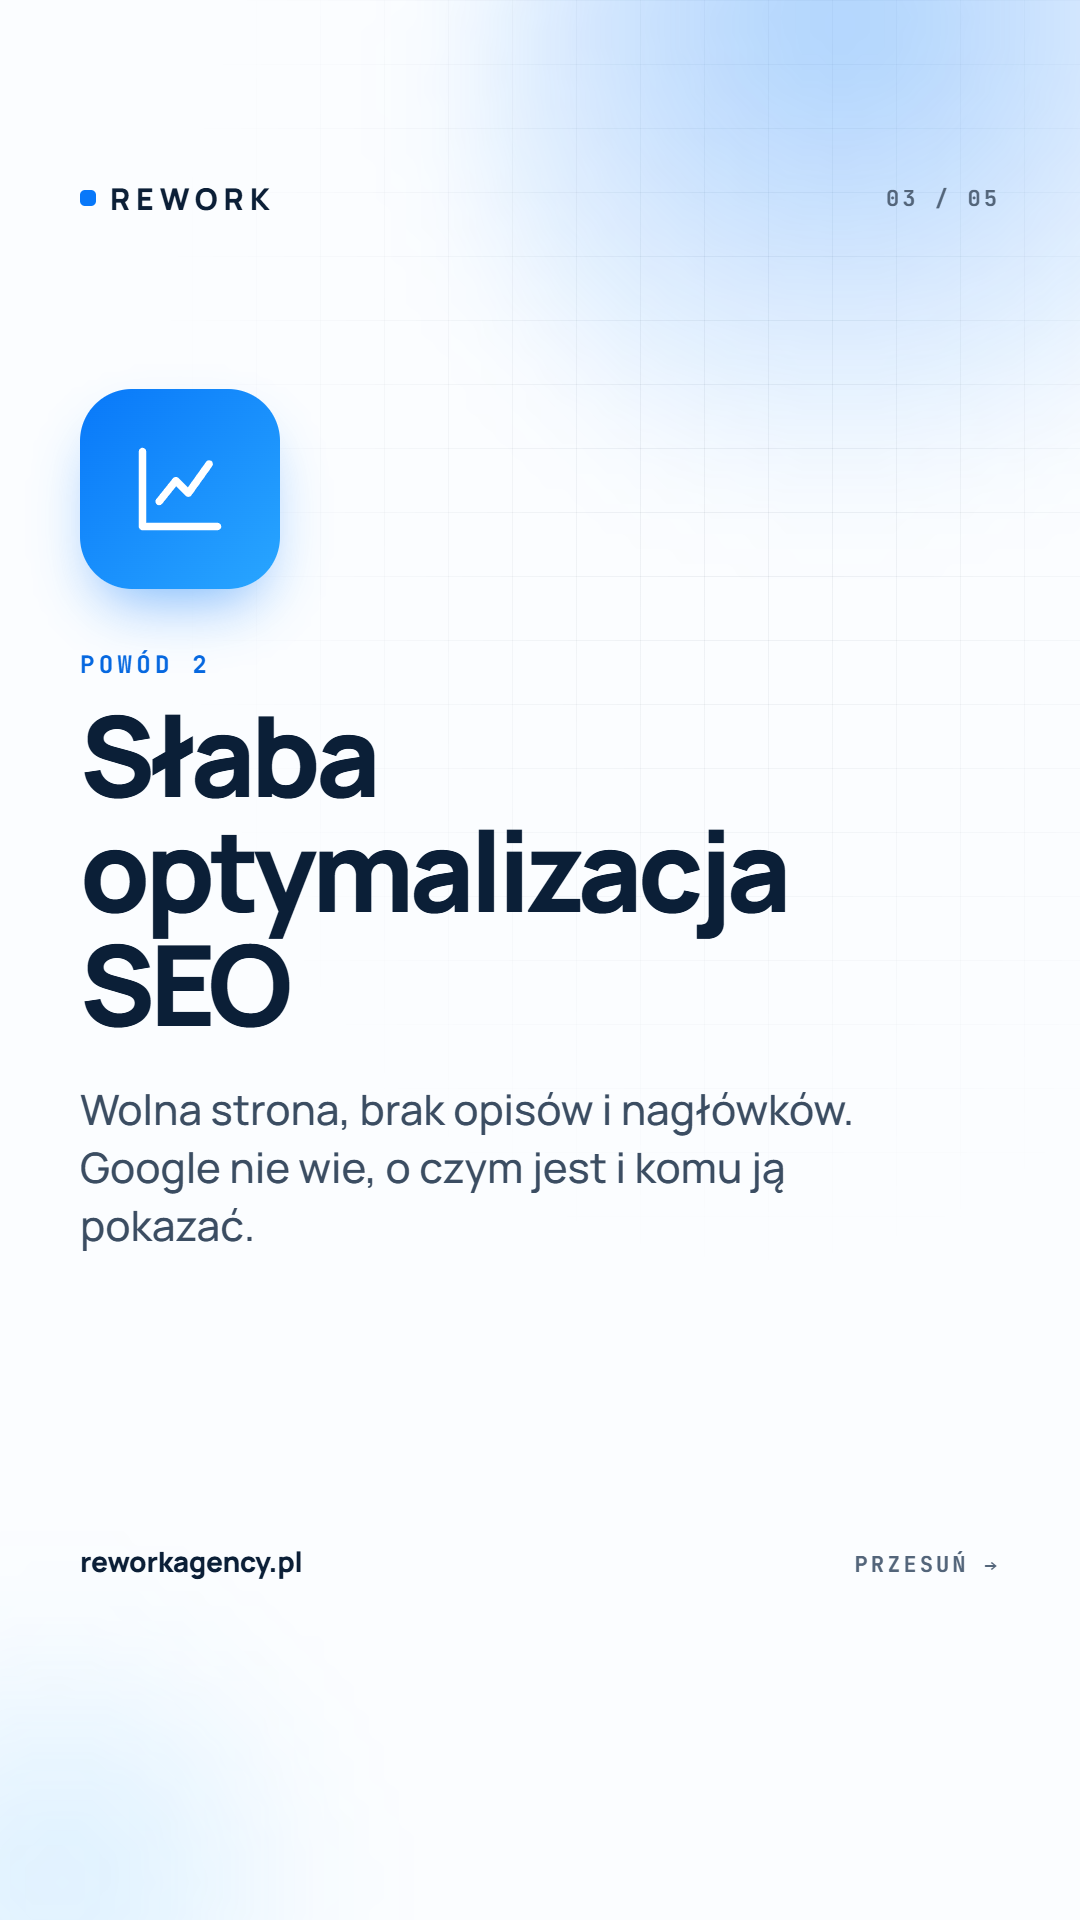 REWORK
03 / 05
POWÓD 2
Słaba
optymalizacja
SEO
Wolna strona, brak opisów i nagłówków.
Google nie wie, o czym jest i komu ją
pokazać.
reworkagency.pl
PRZESUŃ →